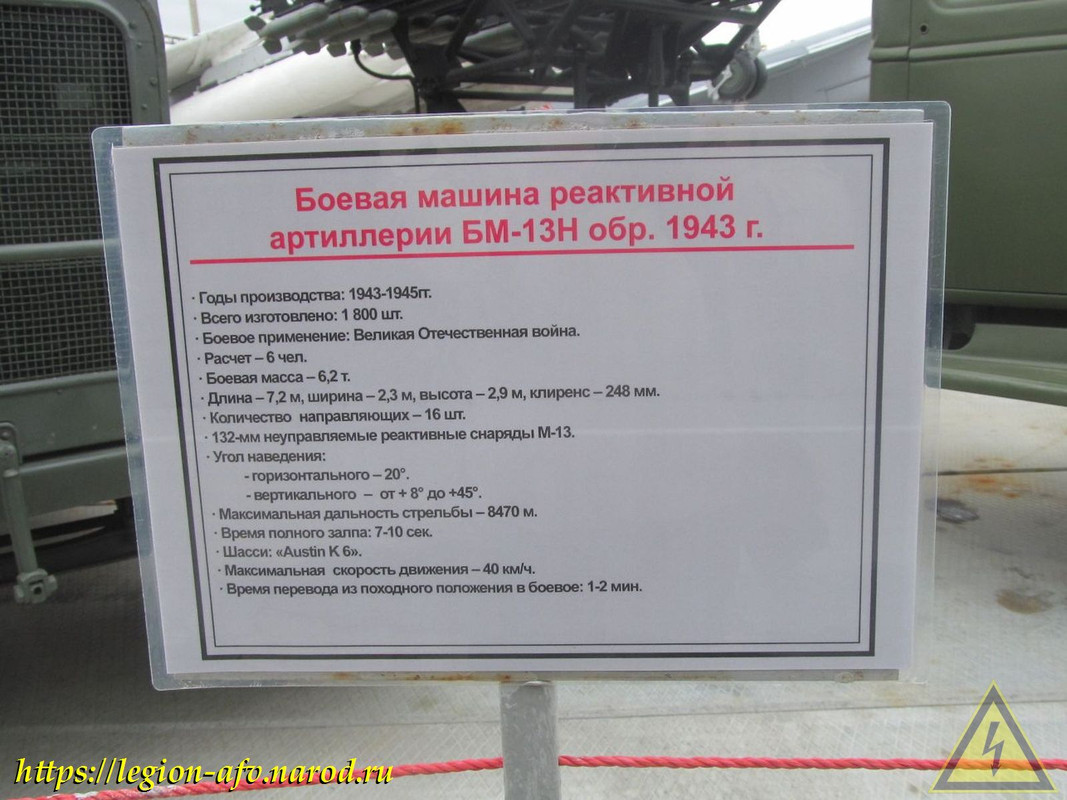 Боевая машина реактивной
артиллерии БМ-13Н обр. 1943 г.
· Годы производства: 1943-1945гг.
· Всего изготовлено: 1 800 шт.
· Боевое применение: Великая Отечественная война.
· Расчет – 6 чел.
· Боевая масса – 6,2 т.
· Длина – 7,2 м, ширина – 2,3 м, высота – 2,9 м, клиренс – 248 мм.
· Количество направляющих – 16 шт.
· 132-мм неуправляемые реактивные снаряды М-13.
· Угол наведения:
- горизонтального – 20°.
- вертикального – от + 8° до +45°.
· Максимальная дальность стрельбы – 8470 м.
· Время полного залпа: 7-10 сек.
· Шасси: «Austin K 6».
· Максимальная скорость движения – 40 км/ч.
· Время перевода из походного положения в боевое: 1-2 мин.
https://legion-afv.narod.ru